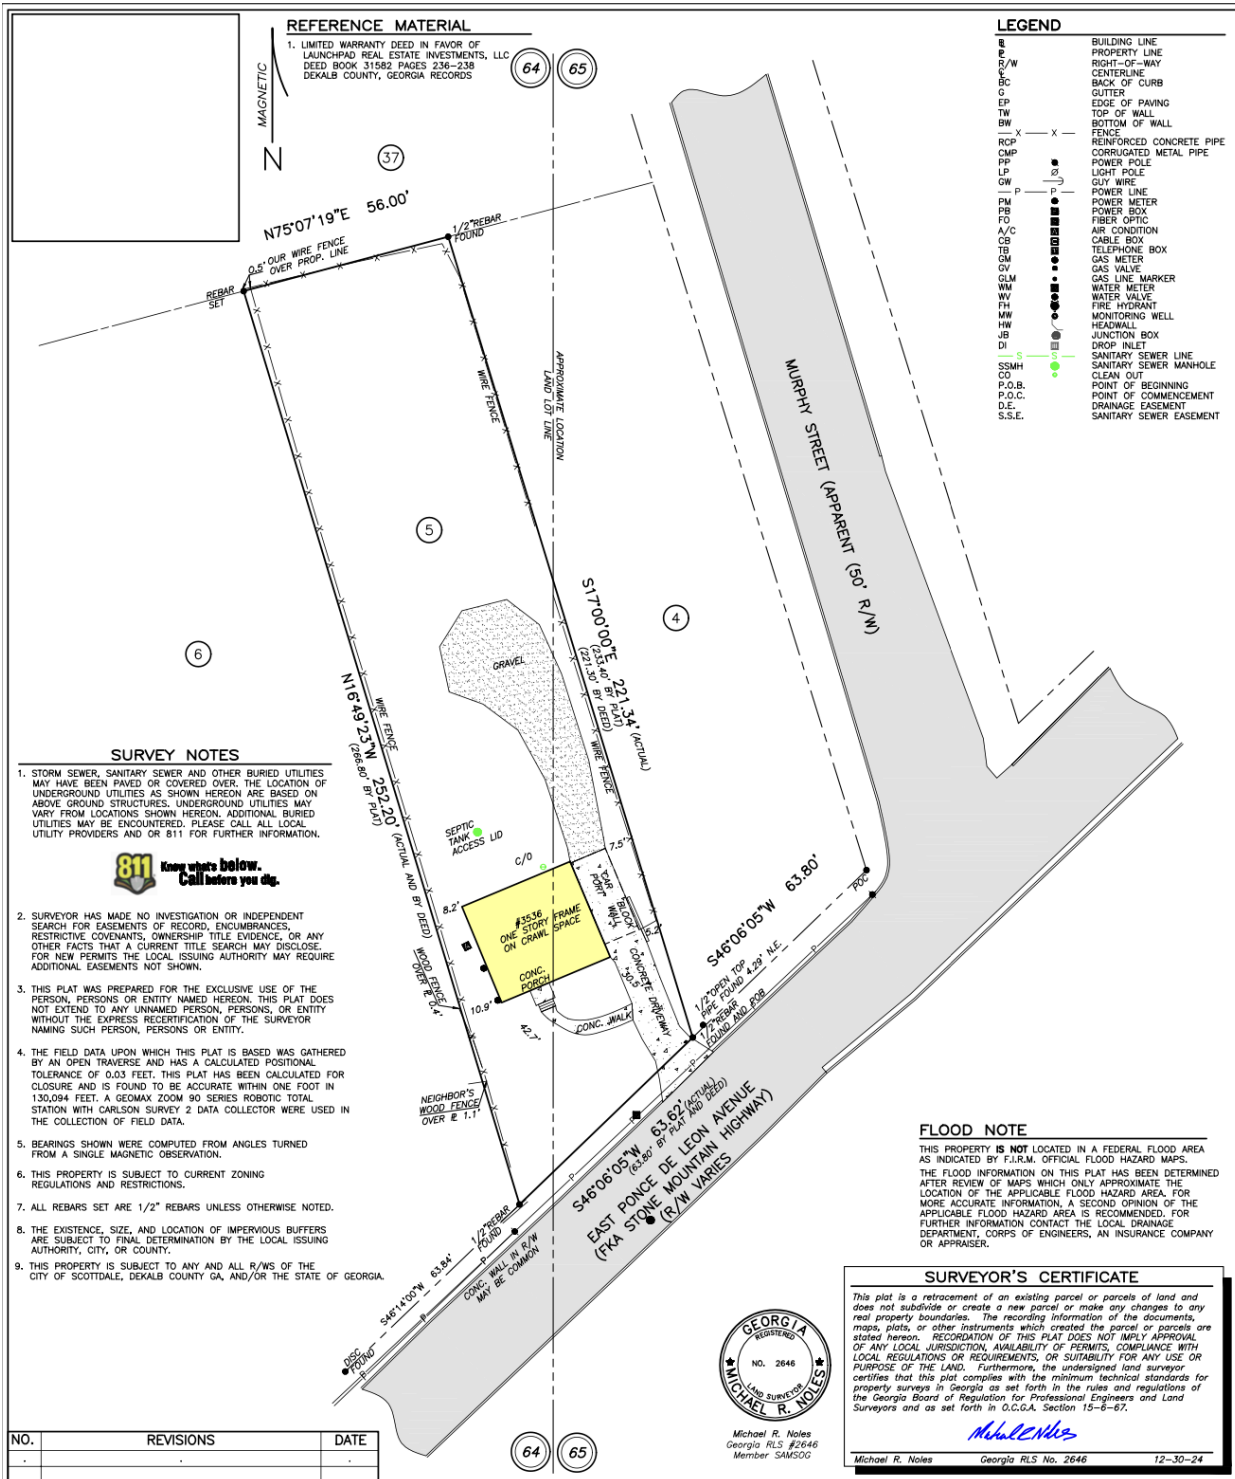 REFERENCE MATERIAL
1. LIMITED WARRANTY DEED IN FAVOR OF
LAUNCHPAD REAL ESTATE INVESTMENTS, LLC
DEED BOOK 31582 PAGES 236-238
DEKALB COUNTY, GEORGIA RECORDS
MAGNETIC
N
64
65
37
LEGEND
BUILDING LINE
PROPERTY LINE
R/W RIGHT-OF-WAY
CENTERLINE
BC BACK OF CURB
G GUTTER
EP EDGE OF PAVING
TW TOP OF WALL
BW BOTTOM OF WALL
X X FENCE
RCP REINFORCED CONCRETE PIPE
CMP CORRUGATED METAL PIPE
PP POWER POLE
LP LIGHT POLE
GW GUY WIRE
P P POWER LINE
PM POWER METER
PB POWER BOX
FO FIBER OPTIC
A/C AIR CONDITION
CB CABLE BOX
TB TELEPHONE BOX
GM GAS METER
GV GAS VALVE
GLM GAS LINE MARKER
WM WATER METER
WV WATER VALVE
FH FIRE HYDRANT
MW MONITORING WELL
HW HEADWALL
JB JUNCTION BOX
DI DROP INLET
S S SANITARY SEWER LINE
SSMH SANITARY SEWER MANHOLE
CO CLEAN OUT
P.O.B. POINT OF BEGINNING
P.O.C. POINT OF COMMENCEMENT
D.E. DRAINAGE EASEMENT
S.S.E. SANITARY SEWER EASEMENT
N75°07'19"E 56.00'
1/2"REBAR
FOUND
0.5' OUR WIRE FENCE
OVER PROP. LINE
REBAR
SET
WIRE FENCE
APPROXIMATE LOCATION
LAND LOT LINE
MURPHY STREET (APPARENT (50' R/W)
5
4
6
S17°00'00"E 221.34' (ACTUAL)
(233.40' BY PLAT)
(221.30' BY DEED)
WIRE FENCE
GRAVEL
N16°49'23"W 252.20' (ACTUAL AND BY DEED)
(266.80' BY PLAT)
WIRE FENCE
SURVEY NOTES
1. STORM SEWER, SANITARY SEWER AND OTHER BURIED UTILITIES
MAY HAVE BEEN PAVED OR COVERED OVER. THE LOCATION OF
UNDERGROUND UTILITIES AS SHOWN HEREON ARE BASED ON
ABOVE GROUND STRUCTURES. UNDERGROUND UTILITIES MAY
VARY FROM LOCATIONS SHOWN HEREON. ADDITIONAL BURIED
UTILITIES MAY BE ENCOUNTERED. PLEASE CALL ALL LOCAL
UTILITY PROVIDERS AND OR 811 FOR FURTHER INFORMATION.
811 Know what's below.
Call before you dig.
2. SURVEYOR HAS MADE NO INVESTIGATION OR INDEPENDENT
SEARCH FOR EASEMENTS OF RECORD, ENCUMBRANCES,
RESTRICTIVE COVENANTS, OWNERSHIP TITLE EVIDENCE, OR ANY
OTHER FACTS THAT A CURRENT TITLE SEARCH MAY DISCLOSE.
FOR NEW PERMITS THE LOCAL ISSUING AUTHORITY MAY REQUIRE
ADDITIONAL EASEMENTS NOT SHOWN.
3. THIS PLAT WAS PREPARED FOR THE EXCLUSIVE USE OF THE
PERSON, PERSONS OR ENTITY NAMED HEREON. THIS PLAT DOES
NOT EXTEND TO ANY UNNAMED PERSON, PERSONS, OR ENTITY
WITHOUT THE EXPRESS RECERTIFICATION OF THE SURVEYOR
NAMING SUCH PERSON, PERSONS OR ENTITY.
4. THE FIELD DATA UPON WHICH THIS PLAT IS BASED WAS GATHERED
BY AN OPEN TRAVERSE AND HAS A CALCULATED POSITIONAL
TOLERANCE OF 0.03 FEET. THIS PLAT HAS BEEN CALCULATED FOR
CLOSURE AND IS FOUND TO BE ACCURATE WITHIN ONE FOOT IN
130,094 FEET. A GEOMAX ZOOM 90 SERIES ROBOTIC TOTAL
STATION WITH CARLSON SURVEY 2 DATA COLLECTOR WERE USED IN
THE COLLECTION OF FIELD DATA.
5. BEARINGS SHOWN WERE COMPUTED FROM ANGLES TURNED
FROM A SINGLE MAGNETIC OBSERVATION.
6. THIS PROPERTY IS SUBJECT TO CURRENT ZONING
REGULATIONS AND RESTRICTIONS.
7. ALL REBARS SET ARE 1/2" REBARS UNLESS OTHERWISE NOTED.
8. THE EXISTENCE, SIZE, AND LOCATION OF IMPERVIOUS BUFFERS
ARE SUBJECT TO FINAL DETERMINATION BY THE LOCAL ISSUING
AUTHORITY, CITY, OR COUNTY.
9. THIS PROPERTY IS SUBJECT TO ANY AND ALL R/WS OF THE
CITY OF SCOTTDALE, DEKALB COUNTY GA, AND/OR THE STATE OF GEORGIA.
SEPTIC
TANK
ACCESS LID
C/O
7.5'
8.2'
#3536
ONE STORY FRAME
ON CRAWL SPACE
CONC.
PORCH
CAR
PORT
BLOCK
WALL
5.2'
30.5'
10.9'
42.7'
CONC. WALK
CONCRETE DRIVEWAY
WOOD FENCE
OVER ℙ 0.4'
NEIGHBOR'S
WOOD FENCE
OVER ℙ 1.1'
S46°06'05"W 63.80'
POC
1/2"OPEN TOP
PIPE FOUND 4.29' N.E.
1/2"REBAR
FOUND AND POB
P
S46°06'05"W 63.62' (ACTUAL)
(63.80' BY PLAT AND DEED)
EAST PONCE DE LEON AVENUE
(FKA STONE MOUNTAIN HIGHWAY)
(R/W VARIES
1/2"REBAR
FOUND
CONC. WALL IN R/W
MAY BE COMMON
S46°14'00"W 63.84'
DISC
FOUND
FLOOD NOTE
THIS PROPERTY IS NOT LOCATED IN A FEDERAL FLOOD AREA
AS INDICATED BY F.I.R.M. OFFICIAL FLOOD HAZARD MAPS.
THE FLOOD INFORMATION ON THIS PLAT HAS BEEN DETERMINED
AFTER REVIEW OF MAPS WHICH ONLY APPROXIMATE THE
LOCATION OF THE APPLICABLE FLOOD HAZARD AREA. FOR
MORE ACCURATE INFORMATION, A SECOND OPINION OF THE
APPLICABLE FLOOD HAZARD AREA IS RECOMMENDED. FOR
FURTHER INFORMATION CONTACT THE LOCAL DRAINAGE
DEPARTMENT, CORPS OF ENGINEERS, AN INSURANCE COMPANY
OR APPRAISER.
SURVEYOR'S CERTIFICATE
This plat is a retracement of an existing parcel or parcels of land and
does not subdivide or create a new parcel or make any changes to any
real property boundaries. The recording information of the documents,
maps, plats, or other instruments which created the parcel or parcels are
stated hereon. RECORDATION OF THIS PLAT DOES NOT IMPLY APPROVAL
OF ANY LOCAL JURISDICTION, AVAILABILITY OF PERMITS, COMPLIANCE WITH
LOCAL REGULATIONS OR REQUIREMENTS, OR SUITABILITY FOR ANY USE OR
PURPOSE OF THE LAND. Furthermore, the undersigned land surveyor
certifies that this plat complies with the minimum technical standards for
property surveys in Georgia as set forth in the rules and regulations of
the Georgia Board of Regulation for Professional Engineers and Land
Surveyors and as set forth in O.C.G.A. Section 15-6-67.
Michael R. Noles Georgia RLS No. 2646 12-30-24
GEORGIA
REGISTERED
NO. 2646
LAND SURVEYOR
MICHAEL R. NOLES
Michael R. Noles
Georgia RLS #2646
Member SAMSOG
64
65
NO. REVISIONS DATE